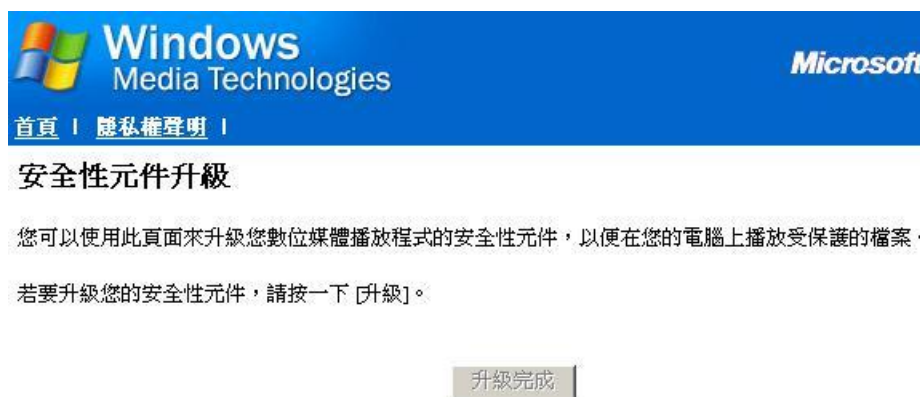 Windows
Media Technologies
Microsoft
首頁 | 隱私權聲明 |
安全性元件升級
您可以使用此頁面來升級您數位媒體播放程式的安全性元件，以便在您的電腦上播放受保護的檔案。
若要升級您的安全性元件，請按一下 [升級]。
升級完成